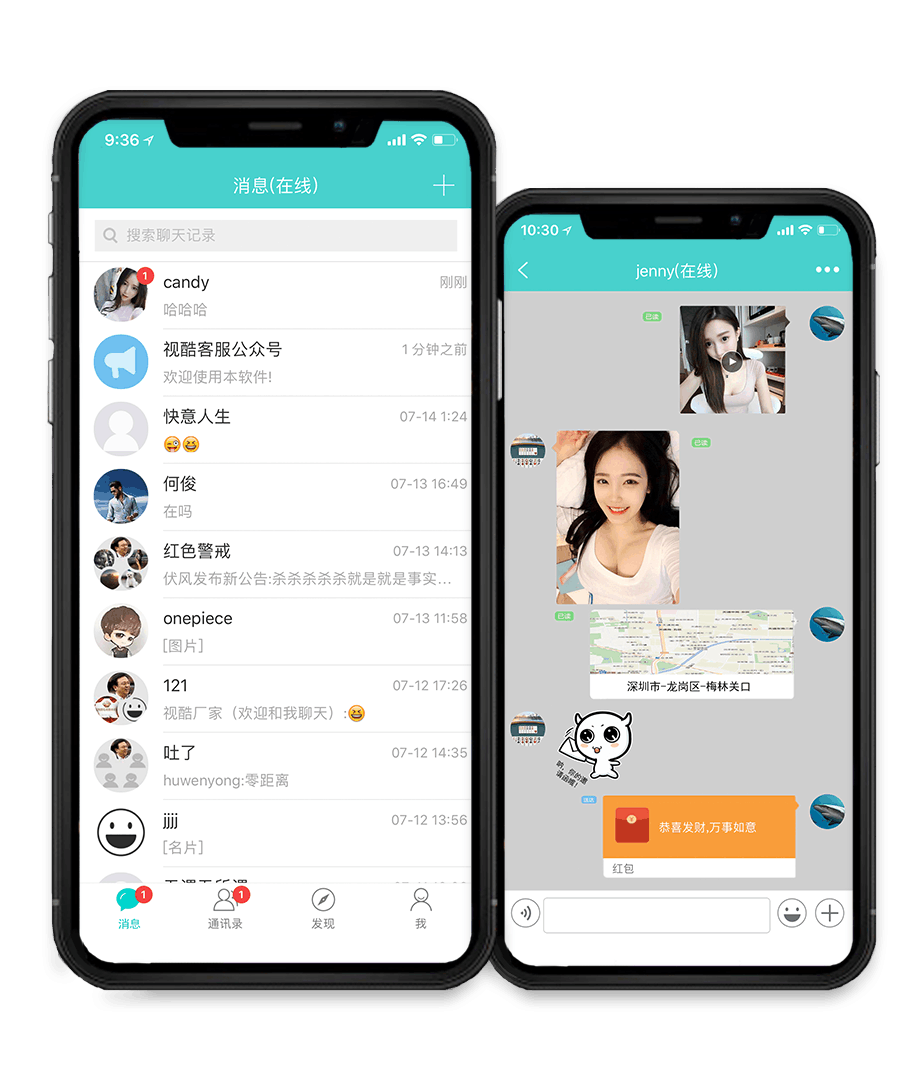 9:36
消息(在线)
搜索聊天记录
candy
刚刚
1
哈哈哈
视酷客服公众号
1 分钟之前
欢迎使用本软件!
快意人生
07-14 1:24
何俊
07-13 16:49
在吗
红色警戒
07-13 14:13
伏风发布新公告:杀杀杀杀杀就是就是事实...
onepiece
07-13 11:58
[图片]
121
07-12 17:26
视酷厂家（欢迎和我聊天）:
吐了
07-12 14:35
huwenyong:零距离
jjjj
07-12 13:56
[名片]
1
1
消息
通讯录
发现
我
10:30
jenny(在线)
已读
已读
已读
深圳市-龙岗区-梅林关口
送达
恭喜发财,万事如意
红包